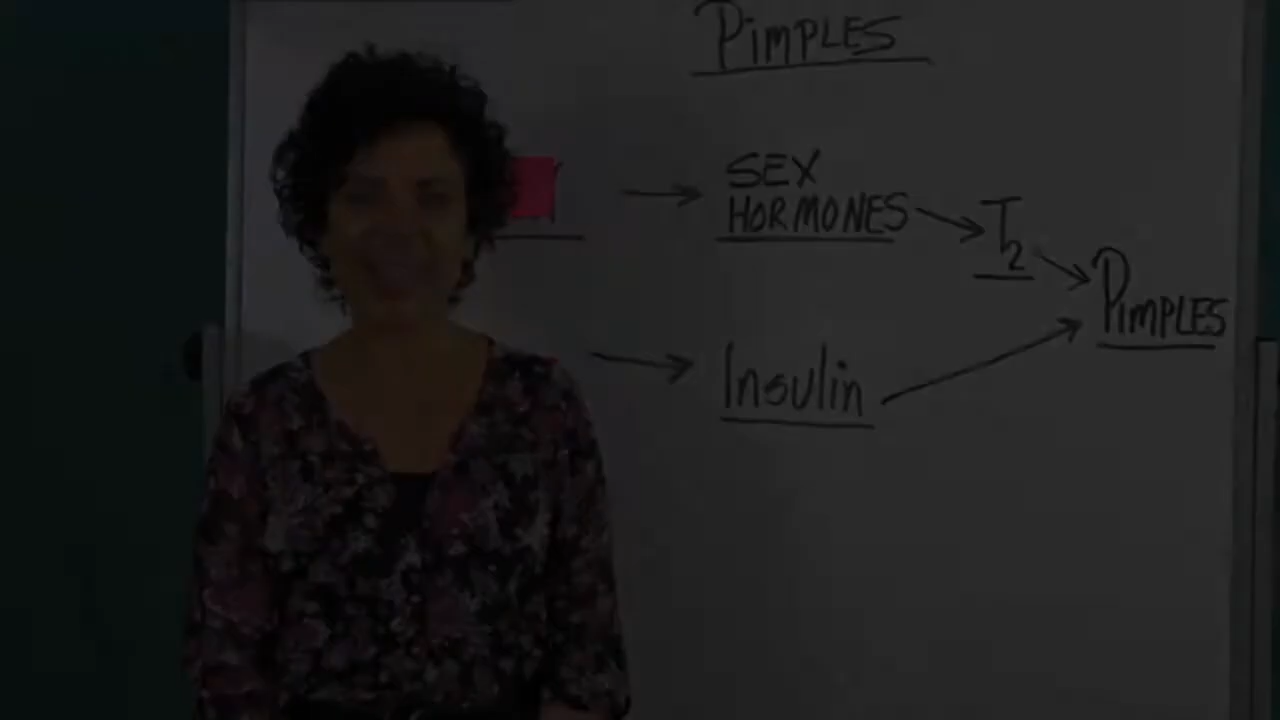 PIMPLES
SEX
HORMONES
T2
PIMPLES
Insulin